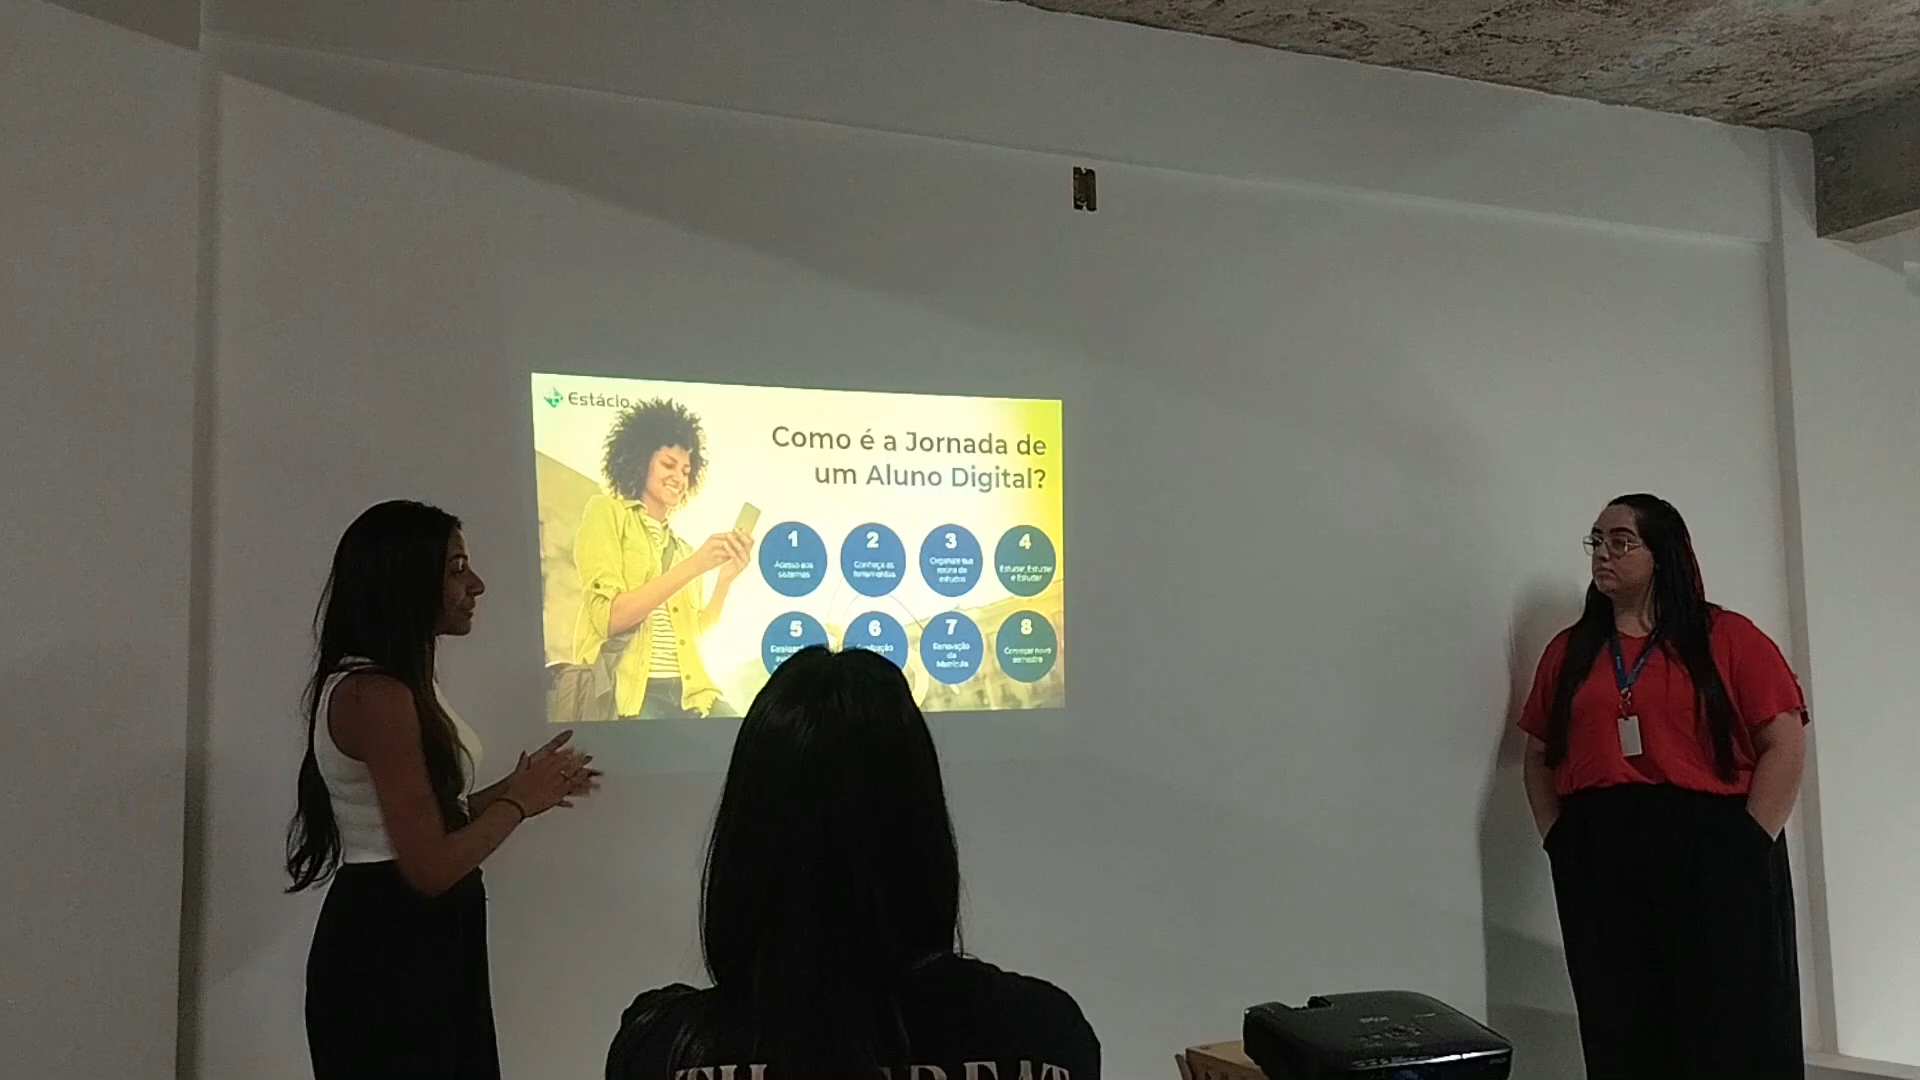 Estácio
Como é a Jornada de
um Aluno Digital?
1
Acesso aos
sistemas
2
Conheça as
ferramentas
3
Organize sua
rotina de
estudos
4
Estudar, Estudar
e Estudar
5
6
7
Renovação
da
Matrícula
8
Começar novo
semestre